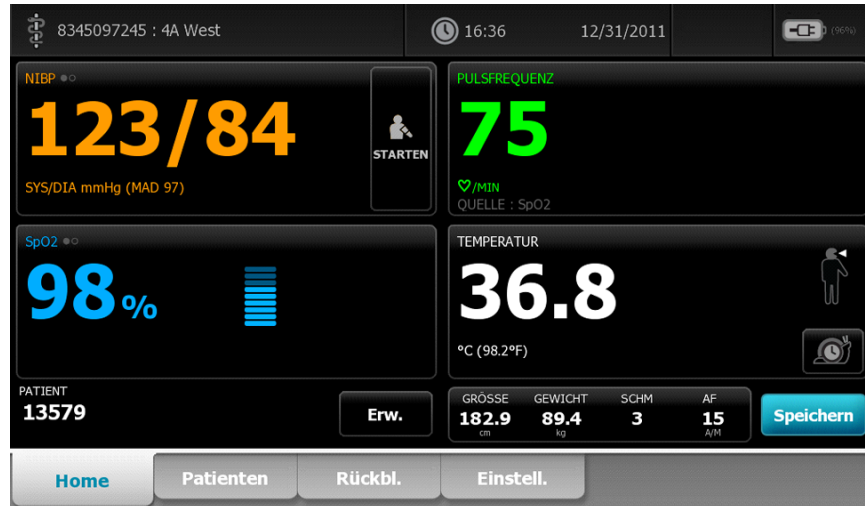 8345097245 : 4A West
16:36
12/31/2011
(96%)
NIBP
123/84
STARTEN
SYS/DIA mmHg (MAD 97)
PULSFREQUENZ
75
/MIN
QUELLE : SpO2
SpO2
98%
TEMPERATUR
36.8
°C (98.2°F)
PATIENT
13579
Erw.
GRÖSSE GEWICHT SCHM AF
182.9 89.4 3 15
cm kg A/M
Speichern
Home Patienten Rückbl. Einstell.